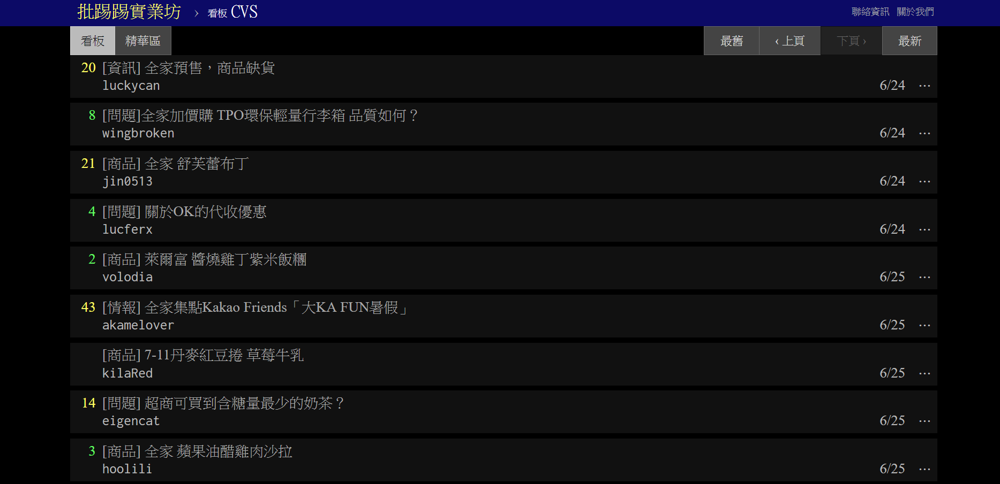 批踢踢實業坊 › 看板 CVS 聯絡資訊 關於我們
看板 精華區 最舊 ‹ 上頁 下頁 › 最新
20 [資訊] 全家預售，商品缺貨
luckycan 6/24 ⋯
8 [問題]全家加價購 TPO環保輕量行李箱 品質如何？
wingbroken 6/24 ⋯
21 [商品] 全家 舒芙蕾布丁
jin0513 6/24 ⋯
4 [問題] 關於OK的代收優惠
lucferx 6/24 ⋯
2 [商品] 萊爾富 醬燒雞丁紫米飯糰
volodia 6/25 ⋯
43 [情報] 全家集點Kakao Friends「大KA FUN暑假」
akamelover 6/25 ⋯
[商品] 7-11丹麥紅豆捲 草莓牛乳
kilaRed 6/25 ⋯
14 [問題] 超商可買到含糖量最少的奶茶？
eigencat 6/25 ⋯
3 [商品] 全家 蘋果油醋雞肉沙拉
hoolili 6/25 ⋯